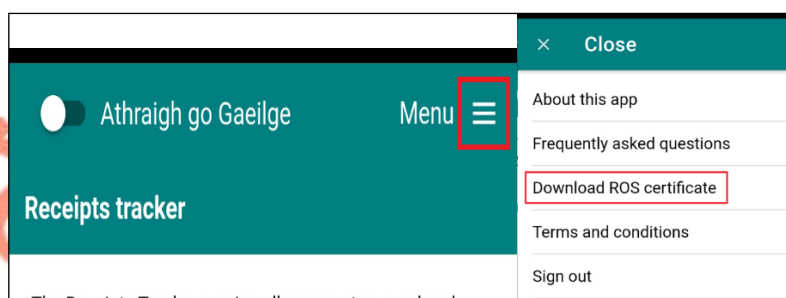 Athraigh go Gaeilge
Menu
Receipts tracker
× Close
About this app
Frequently asked questions
Download ROS certificate
Terms and conditions
Sign out